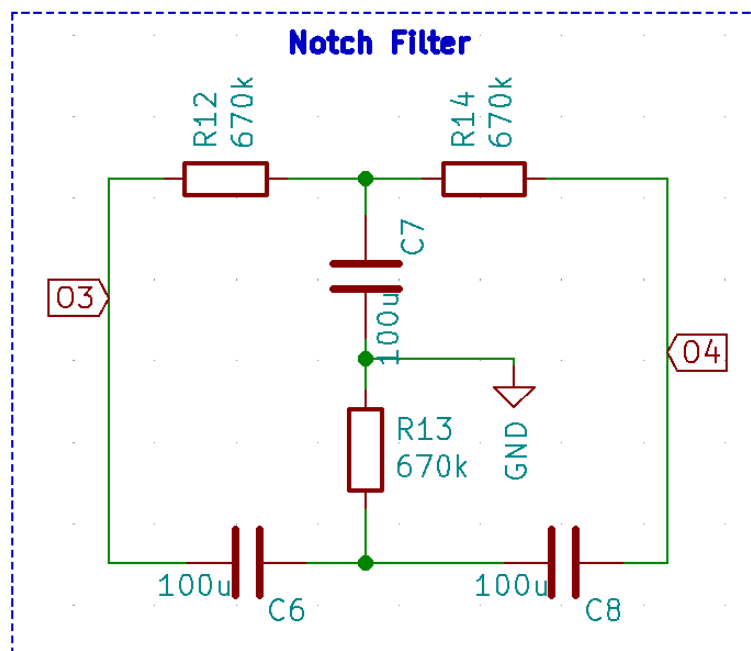 Notch Filter
R12
670k
R14
670k
C7
100u
O3
O4
GND
R13
670k
100u
C6
100u
C8